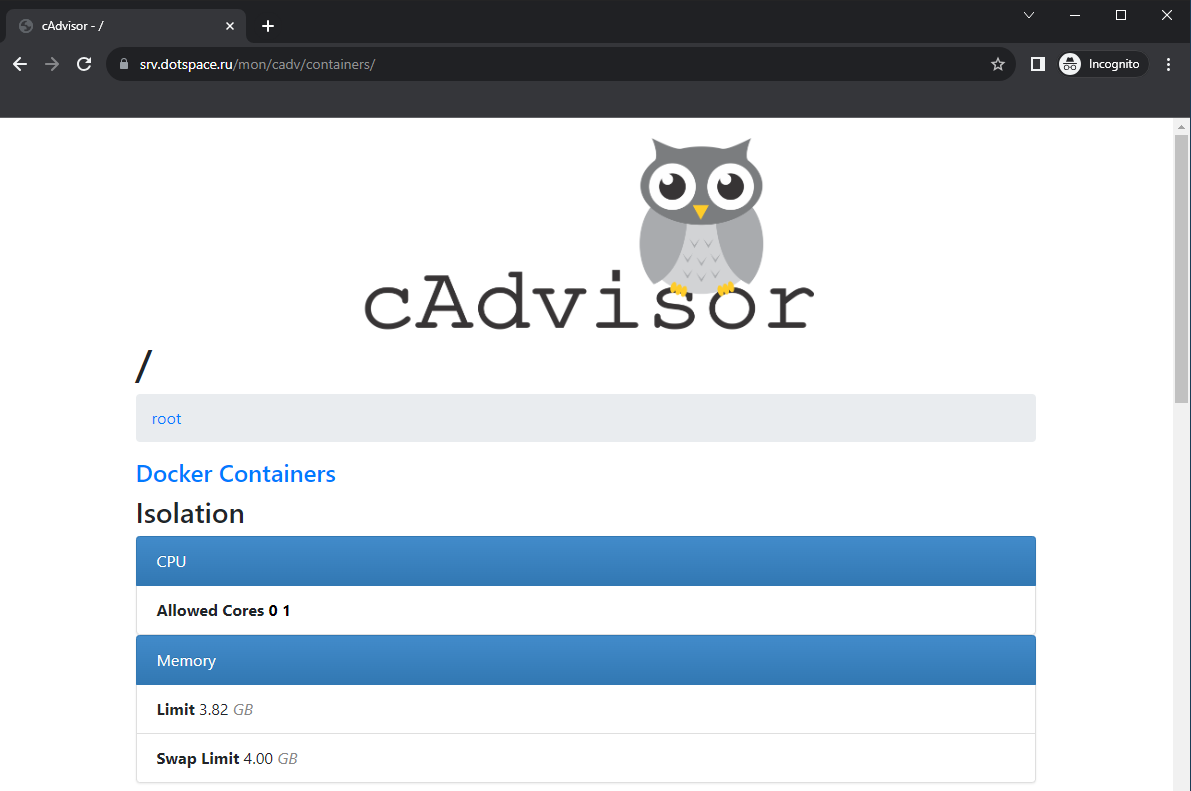 cAdvisor - /
srv.dotspace.ru/mon/cadv/containers/
Incognito
cAdvisor
/
root
Docker Containers
Isolation
CPU
Allowed Cores 0 1
Memory
Limit 3.82 GB
Swap Limit 4.00 GB